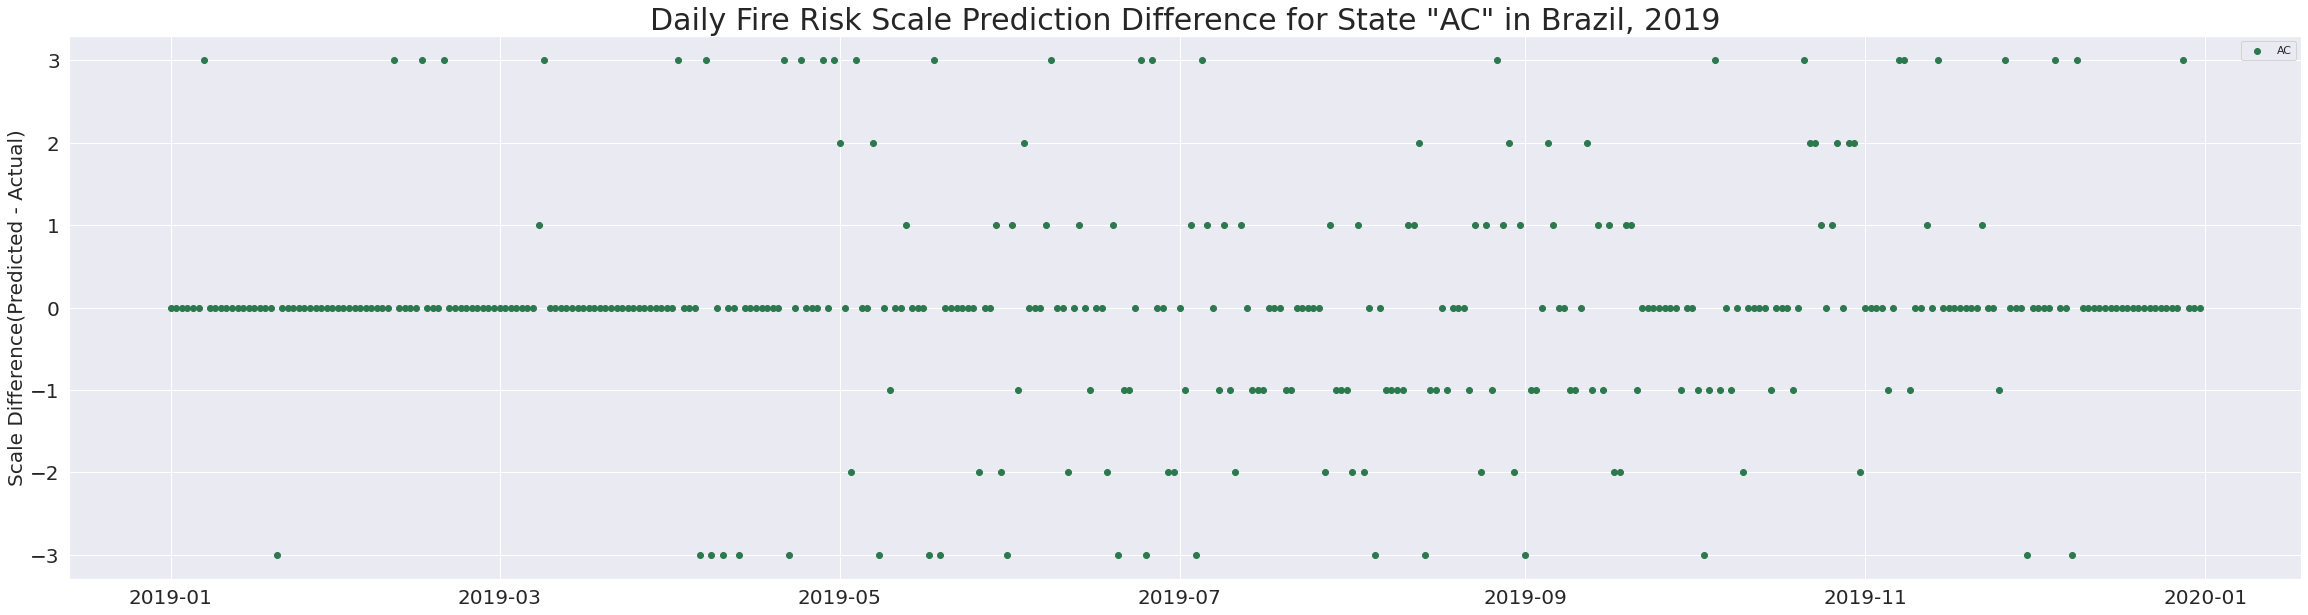 Daily Fire Risk Scale Prediction Difference for State "AC" in Brazil, 2019
AC
Scale Difference(Predicted - Actual)
3
2
1
0
−1
−2
−3
2019-01 2019-03 2019-05 2019-07 2019-09 2019-11 2020-01